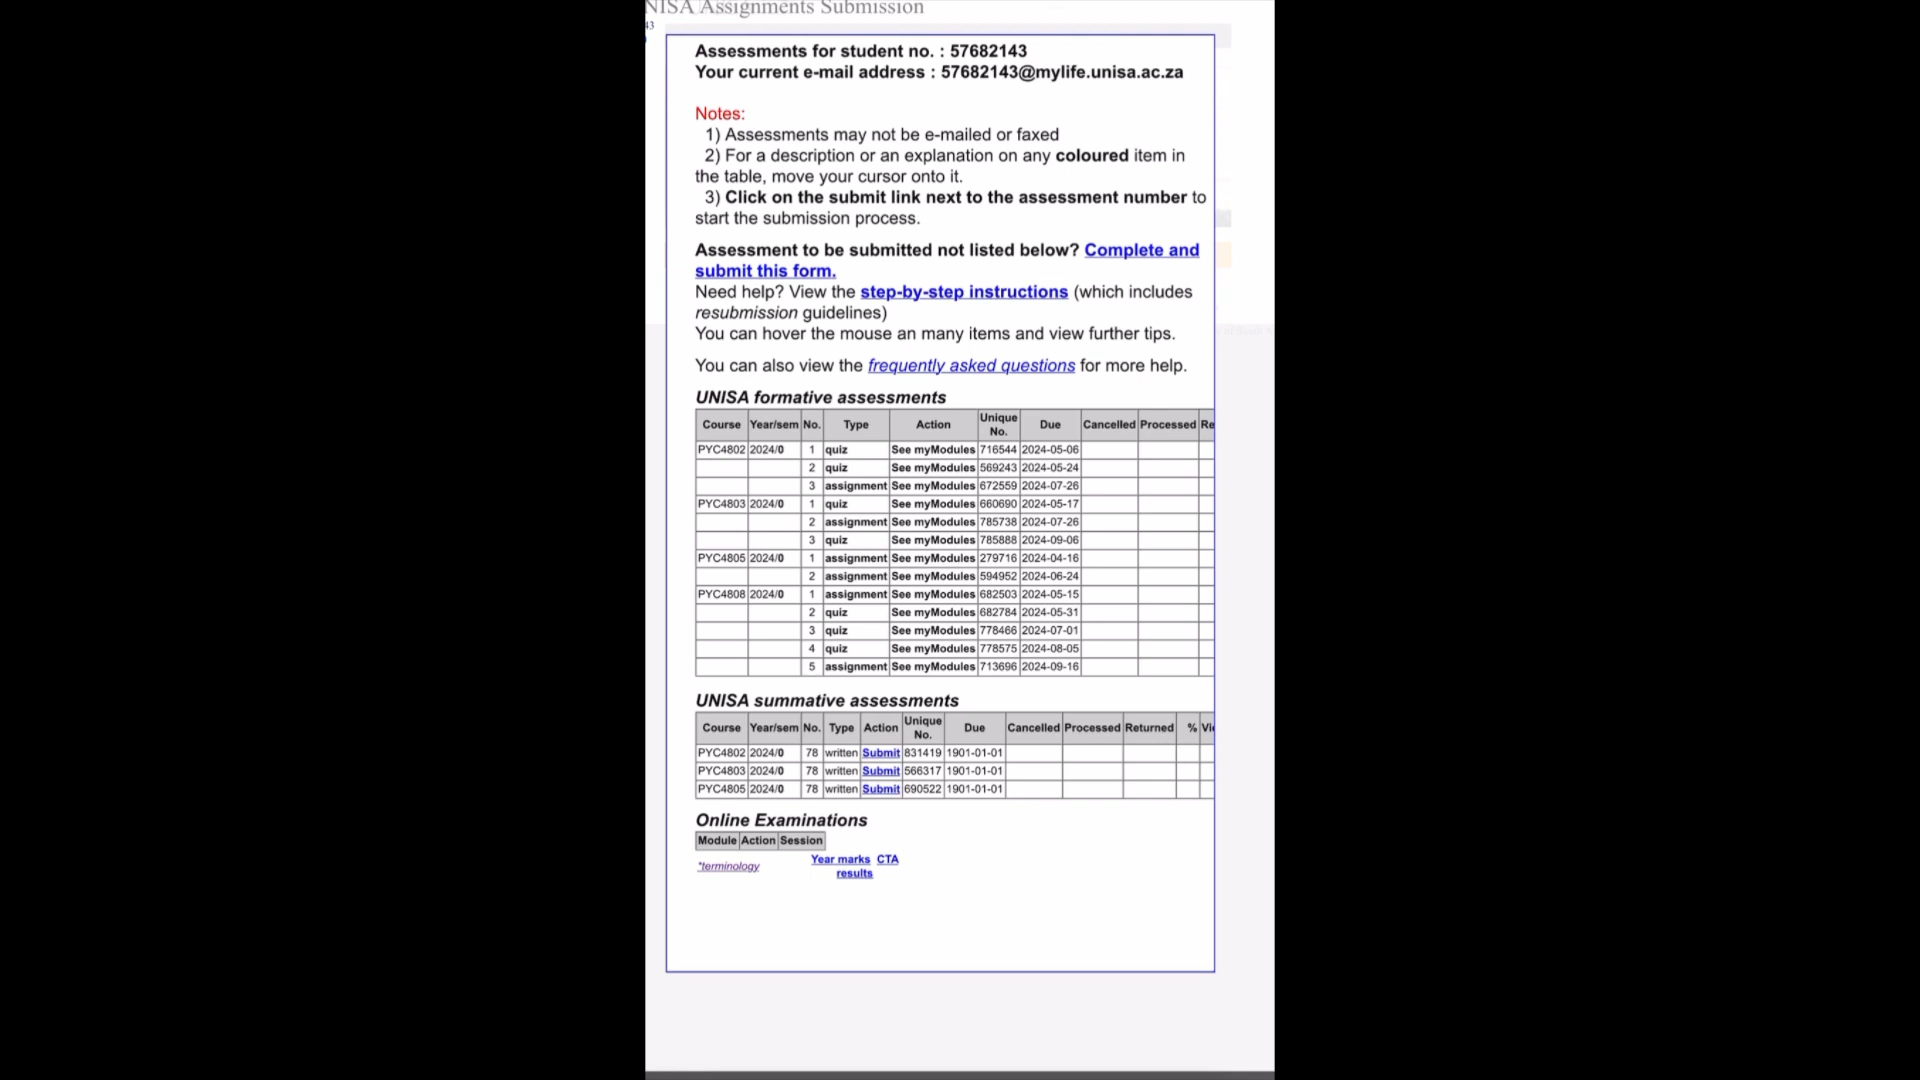 NISA Assignments Submission
43
Assessments for student no. : 57682143
Your current e-mail address : 57682143@mylife.unisa.ac.za
Notes:
1) Assessments may not be e-mailed or faxed
2) For a description or an explanation on any coloured item in
the table, move your cursor onto it.
3) Click on the submit link next to the assessment number to
start the submission process.
Assessment to be submitted not listed below? Complete and
submit this form.
Need help? View the step-by-step instructions (which includes
resubmission guidelines)
You can hover the mouse an many items and view further tips.
You can also view the frequently asked questions for more help.
UNISA formative assessments
Course Year/sem No. Type Action Unique No. Due Cancelled Processed Re
PYC4802 2024/0 1 quiz See myModules 716544 2024-05-06
2 quiz See myModules 569243 2024-05-24
3 assignment See myModules 672559 2024-07-26
PYC4803 2024/0 1 quiz See myModules 660690 2024-05-17
2 assignment See myModules 785738 2024-07-26
3 quiz See myModules 785888 2024-09-06
PYC4805 2024/0 1 assignment See myModules 279716 2024-04-16
2 assignment See myModules 594952 2024-06-24
PYC4808 2024/0 1 assignment See myModules 682503 2024-05-15
2 quiz See myModules 682784 2024-05-31
3 quiz See myModules 778466 2024-07-01
4 quiz See myModules 778575 2024-08-05
5 assignment See myModules 713696 2024-09-16
UNISA summative assessments
Course Year/sem No. Type Action Unique No. Due Cancelled Processed Returned % Vi
PYC4802 2024/0 78 written Submit 831419 1901-01-01
PYC4803 2024/0 78 written Submit 566317 1901-01-01
PYC4805 2024/0 78 written Submit 690522 1901-01-01
Online Examinations
Module Action Session
*terminology Year marks CTA
results